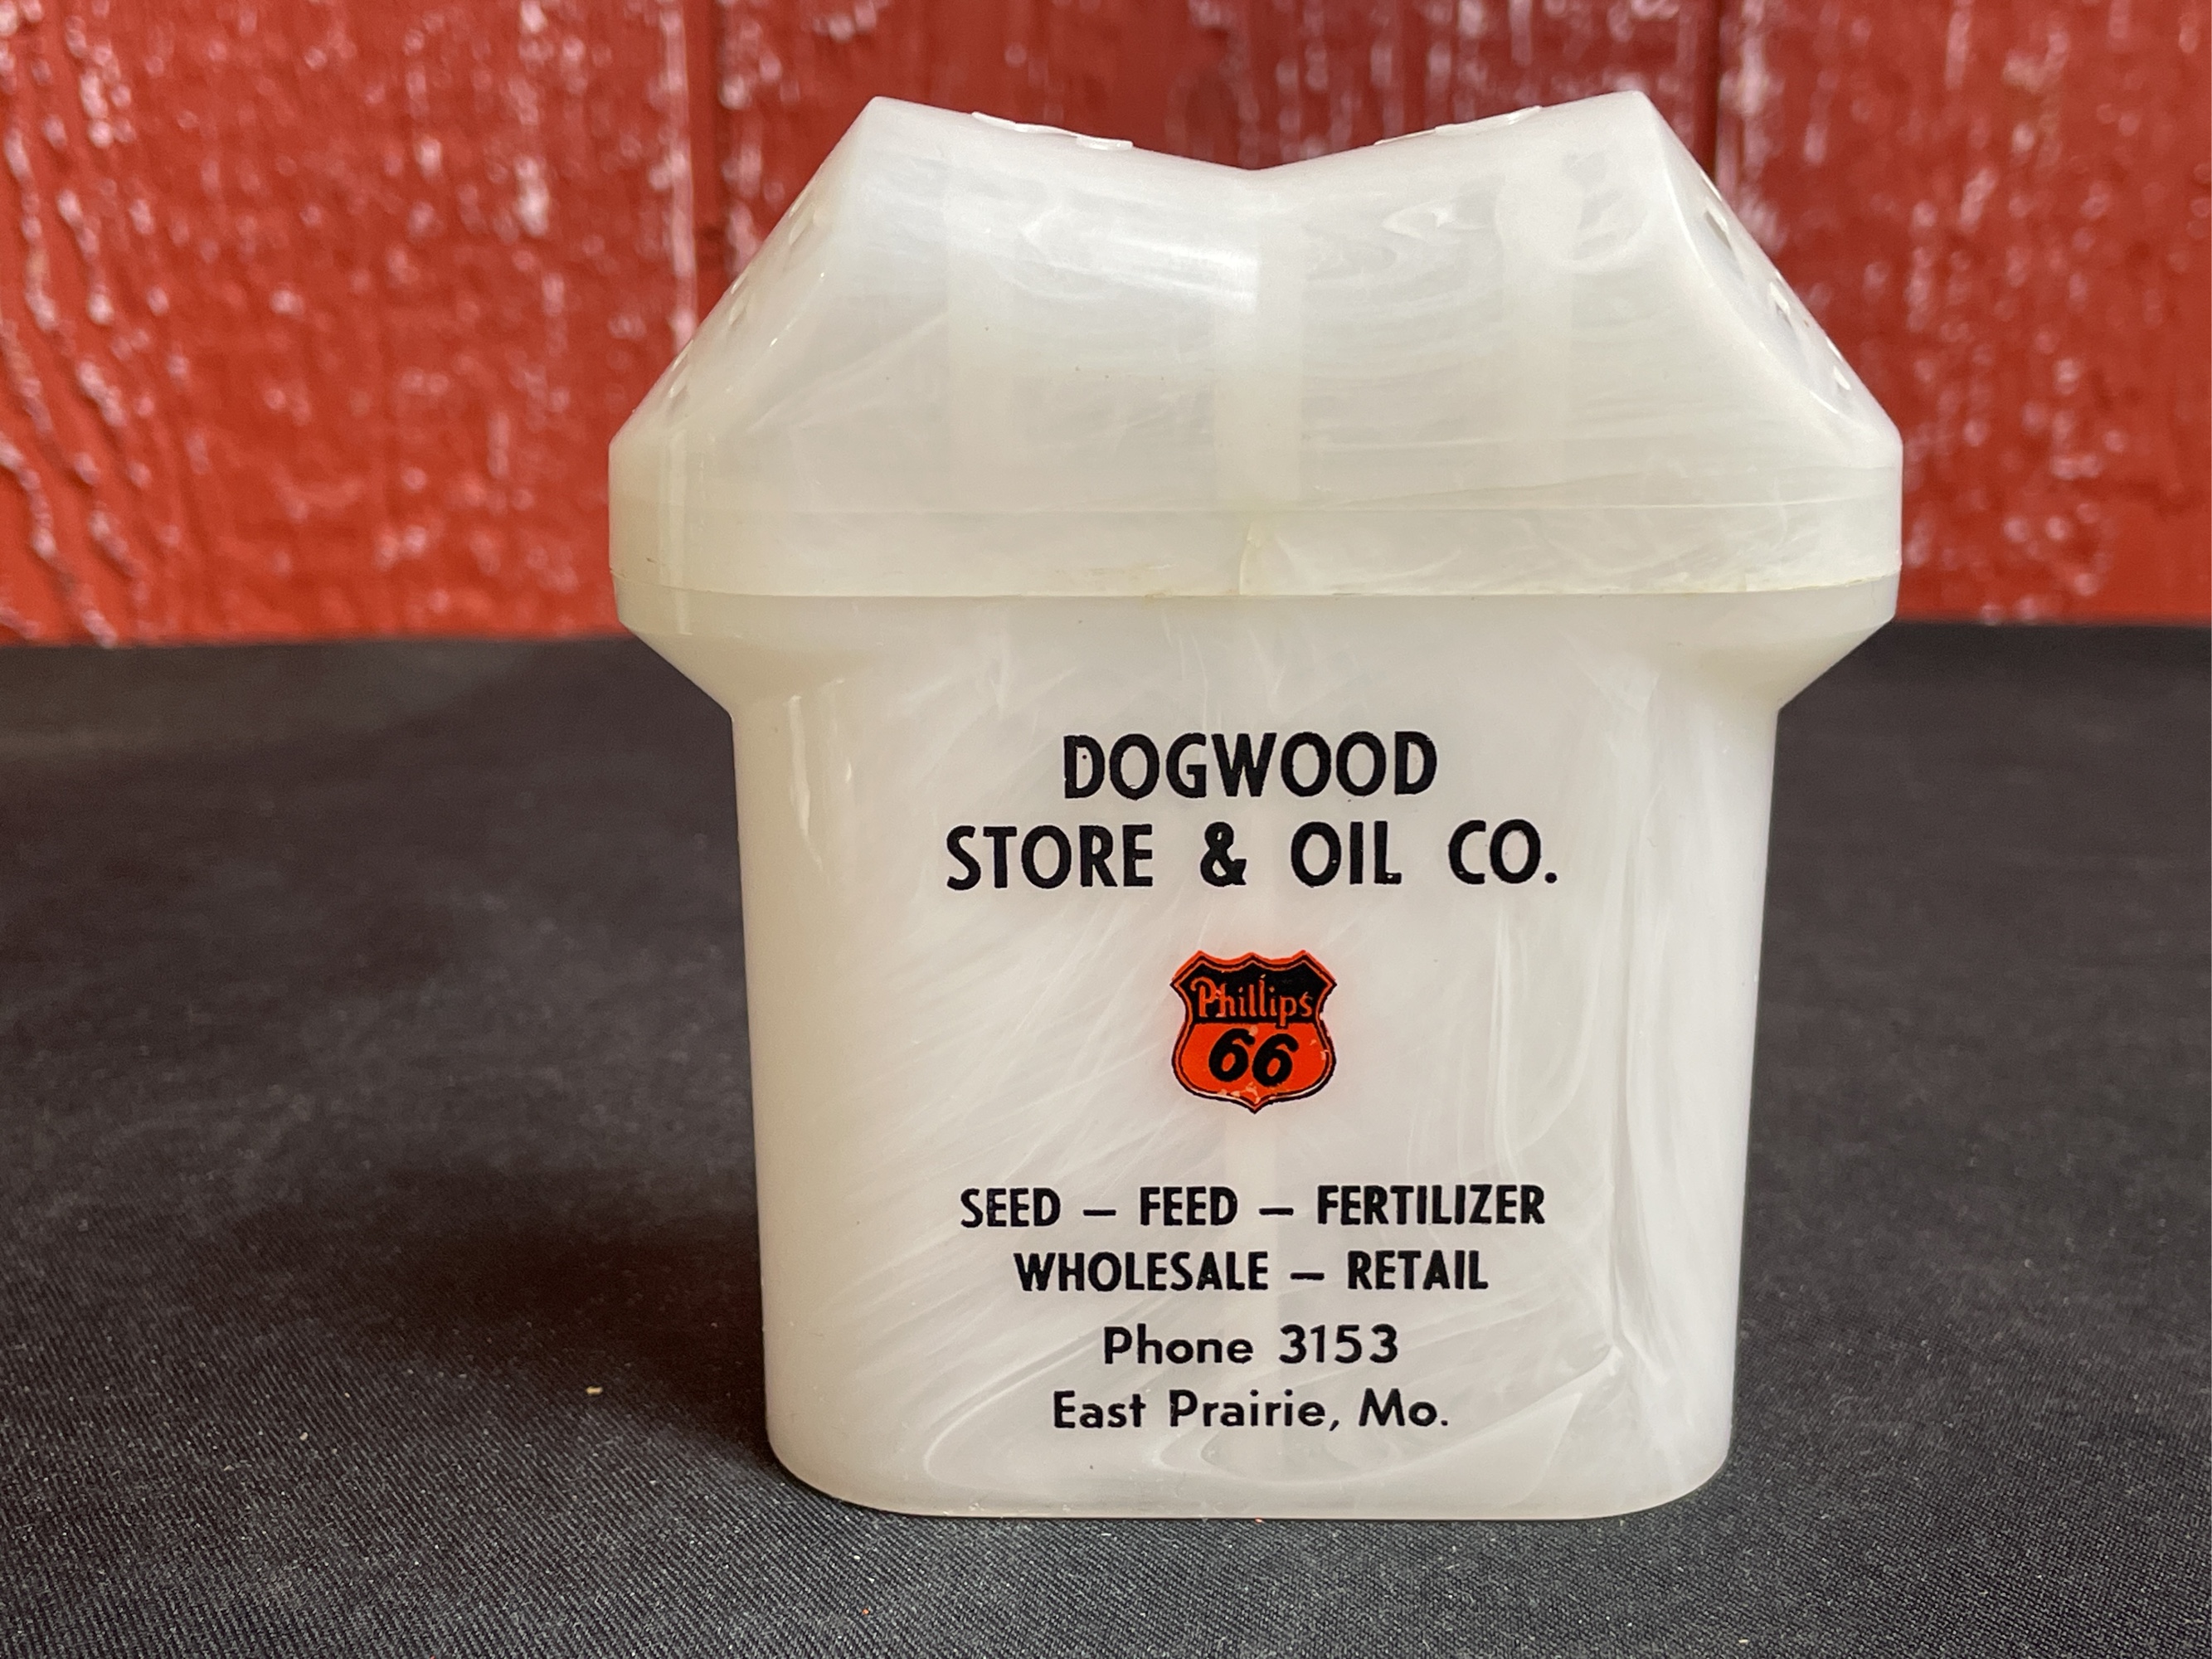 DOGWOOD
STORE & OIL CO.
Phillips
66
SEED — FEED — FERTILIZER
WHOLESALE — RETAIL
Phone 3153
East Prairie, Mo.